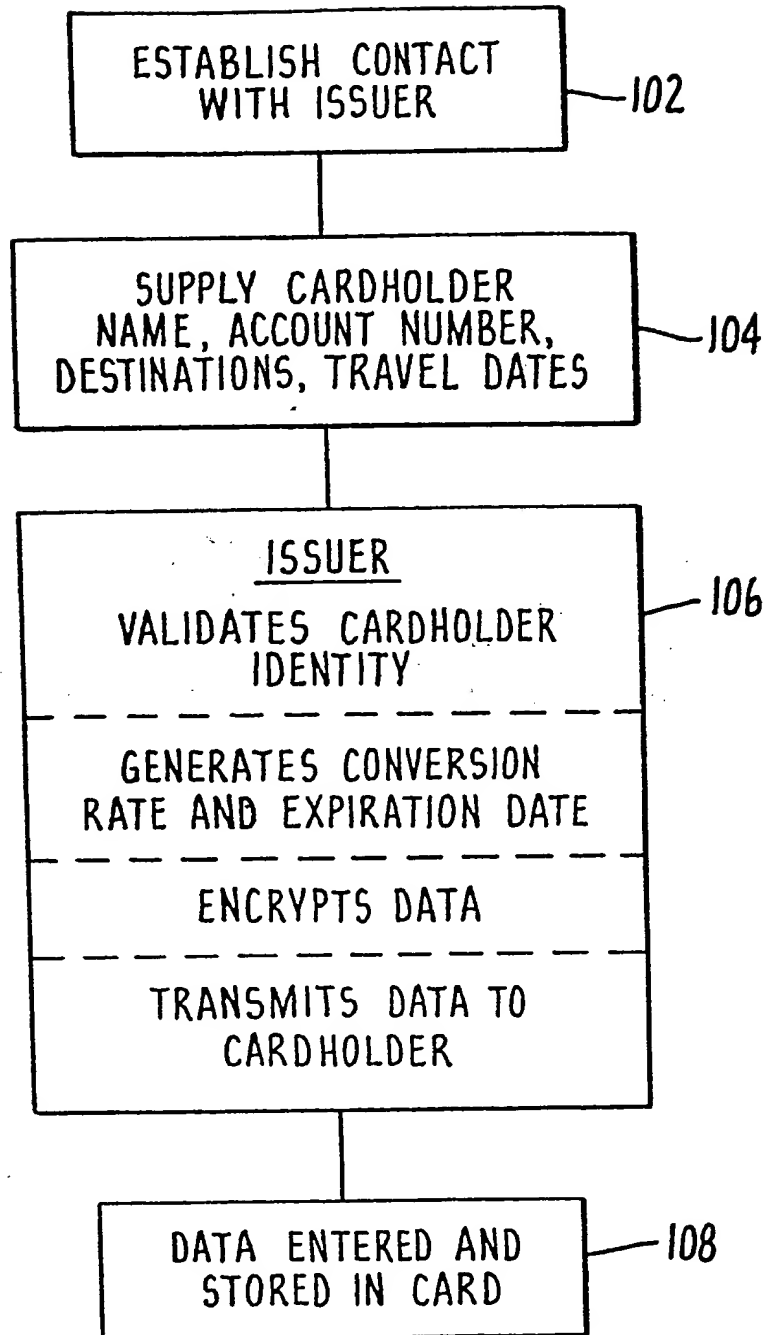 ESTABLISH CONTACT
WITH ISSUER
102
SUPPLY CARDHOLDER
NAME, ACCOUNT NUMBER,
DESTINATIONS, TRAVEL DATES
104
ISSUER
106
VALIDATES CARDHOLDER
IDENTITY
GENERATES CONVERSION
RATE AND EXPIRATION DATE
ENCRYPTS DATA
TRANSMITS DATA TO
CARDHOLDER
DATA ENTERED AND
STORED IN CARD
108